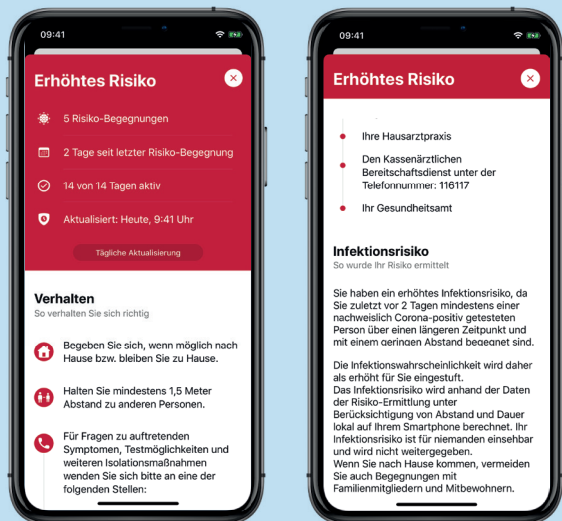 09:41
Erhöhtes Risiko
5 Risiko-Begegnungen
2 Tage seit letzter Risiko-Begegnung
14 von 14 Tagen aktiv
Aktualisiert: Heute, 9:41 Uhr
Tägliche Aktualisierung
Verhalten
So verhalten Sie sich richtig
Begeben Sie sich, wenn möglich nach
Hause bzw. bleiben Sie zu Hause.
Halten Sie mindestens 1,5 Meter
Abstand zu anderen Personen.
Für Fragen zu auftretenden
Symptomen, Testmöglichkeiten und
weiteren Isolationsmaßnahmen
wenden Sie sich bitte an eine der
folgenden Stellen:
09:41
Erhöhtes Risiko
Ihre Hausarztpraxis
Den Kassenärztlichen
Bereitschaftsdienst unter der
Telefonnummer: 116117
Ihr Gesundheitsamt
Infektionsrisiko
So wurde Ihr Risiko ermittelt
Sie haben ein erhöhtes Infektionsrisiko, da
Sie zuletzt vor 2 Tagen mindestens einer
nachweislich Corona-positiv getesteten
Person über einen längeren Zeitpunkt und
mit einem geringen Abstand begegnet sind.
Die Infektionswahrscheinlichkeit wird daher
als erhöht für Sie eingestuft.
Das Infektionsrisiko wird anhand der Daten
der Risiko-Ermittlung unter
Berücksichtigung von Abstand und Dauer
lokal auf Ihrem Smartphone berechnet. Ihr
Infektionsrisiko ist für niemanden einsehbar
und wird nicht weitergegeben.
Wenn Sie nach Hause kommen, vermeiden
Sie auch Begegnungen mit
Familienmitgliedern und Mitbewohnern.